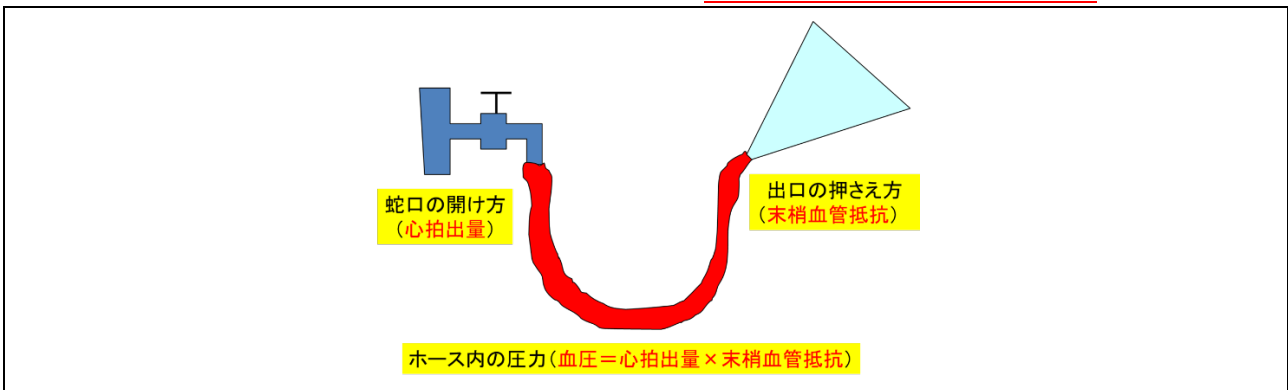 蛇口の開け方
（心拍出量）
出口の押さえ方
（末梢血管抵抗）
ホース内の圧力（血圧＝心拍出量×末梢血管抵抗）